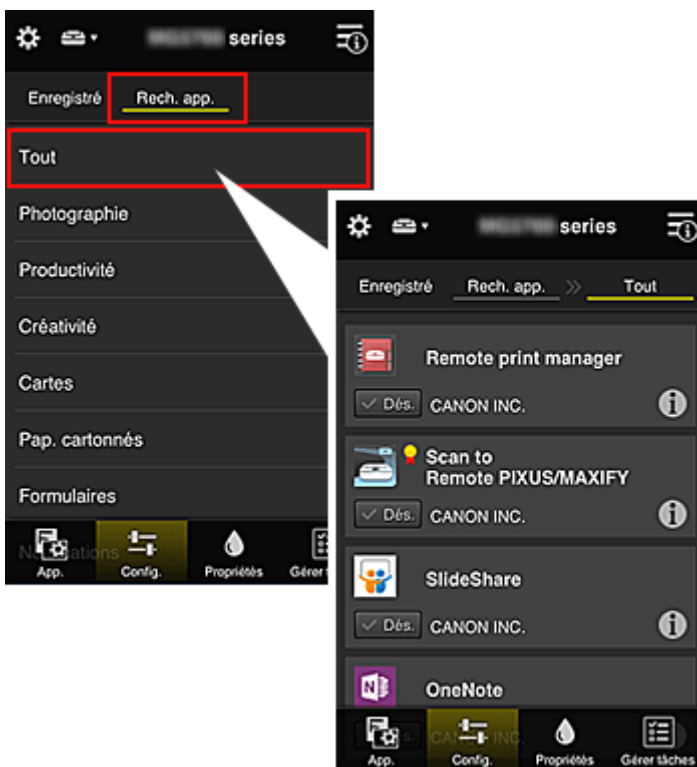 series
Enregistré Rech. app.
Tout
Photographie
Productivité
Créativité
Cartes
Pap. cartonnés
Formulaires
App. Config. Propriétés Gérer
series
Enregistré Rech. app. >> Tout
Remote print manager
Dés. CANON INC.
Scan to
Remote PIXUS/MAXIFY
Dés. CANON INC.
SlideShare
Dés. CANON INC.
OneNote
App. Config. Propriétés Gérer tâches